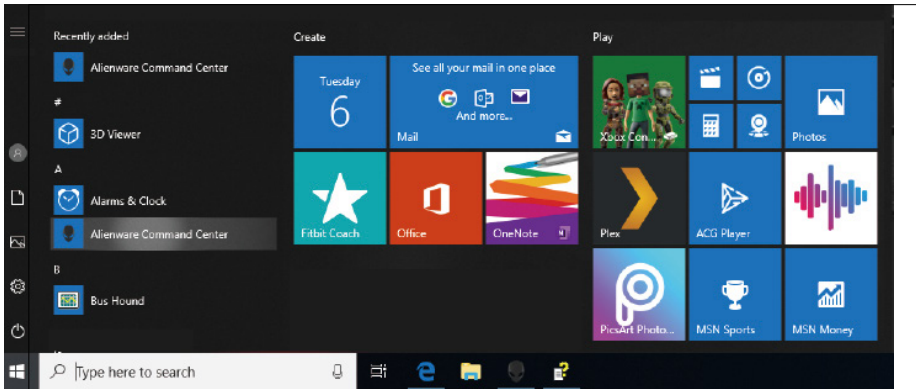 Recently added
Alienware Command Center
#
3D Viewer
A
Alarms & Clock
Alienware Command Center
B
Bus Hound
Create
Tuesday
6
See all your mail in one place
And more...
Mail
Fitbit Coach
Office
OneNote
Play
Xbox Con...
Photos
Plex
ACG Player
PicsArt Photo...
MSN Sports
MSN Money
Type here to search